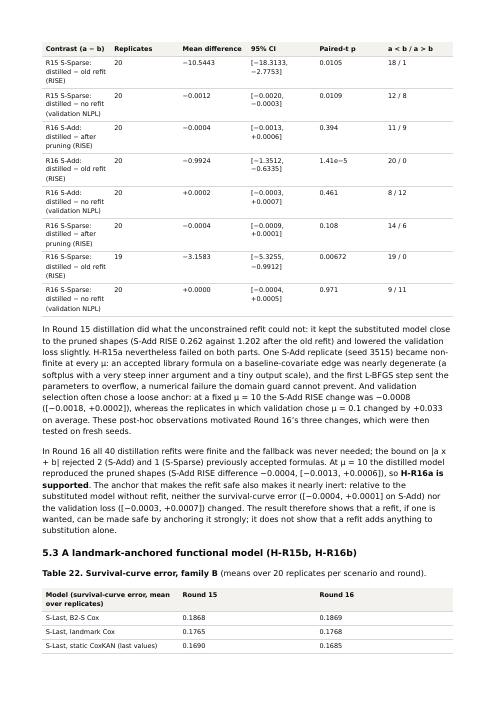 Contrast (a − b) Replicates Mean difference 95% CI Paired-t p a < b / a > b
R15 S-Sparse: 20 −10.5443 [−18.3133, 0.0105 18 / 1
distilled − old refit −2.7753]
(RISE)
R15 S-Sparse: 20 −0.0012 [−0.0020, 0.0109 12 / 8
distilled − no refit −0.0003]
(validation NLPL)
R16 S-Add: 20 −0.0004 [−0.0013, 0.394 11 / 9
distilled − after +0.0006]
pruning (RISE)
R16 S-Add: 20 −0.9924 [−1.3512, 1.41e−5 20 / 0
distilled − old refit −0.6335]
(RISE)
R16 S-Add: 20 +0.0002 [−0.0003, 0.461 8 / 12
distilled − no refit +0.0007]
(validation NLPL)
R16 S-Sparse: 20 −0.0004 [−0.0009, 0.108 14 / 6
distilled − after +0.0001]
pruning (RISE)
R16 S-Sparse: 19 −3.1583 [−5.3255, 0.00672 19 / 0
distilled − old refit −0.9912]
(RISE)
R16 S-Sparse: 20 +0.0000 [−0.0004, 0.971 9 / 11
distilled − no refit +0.0005]
(validation NLPL)
In Round 15 distillation did what the unconstrained refit could not: it kept the substituted model close
to the pruned shapes (S-Add RISE 0.262 against 1.202 after the old refit) and lowered the validation
loss slightly. H-R15a nevertheless failed on both parts. One S-Add replicate (seed 3515) became non-
finite at every μ: an accepted library formula on a baseline-covariate edge was nearly degenerate (a
softplus with a very steep inner argument and a tiny output scale), and the first L-BFGS step sent the
parameters to overflow, a numerical failure the domain guard cannot prevent. And validation
selection often chose a loose anchor: at a fixed μ = 10 the S-Add RISE change was −0.0008
([−0.0018, +0.0002]), whereas the replicates in which validation chose μ = 0.1 changed by +0.033
on average. These post-hoc observations motivated Round 16’s three changes, which were then
tested on fresh seeds.
In Round 16 all 40 distillation refits were finite and the fallback was never needed; the bound on |a x
+ b| rejected 2 (S-Add) and 1 (S-Sparse) previously accepted formulas. At μ = 10 the distilled model
reproduced the pruned shapes (S-Add RISE difference −0.0004, [−0.0013, +0.0006]), so H-R16a is
supported. The anchor that makes the refit safe also makes it nearly inert: relative to the
substituted model without refit, neither the survival-curve error ([−0.0004, +0.0001] on S-Add) nor
the validation loss ([−0.0003, +0.0007]) changed. The result therefore shows that a refit, if one is
wanted, can be made safe by anchoring it strongly; it does not show that a refit adds anything to
substitution alone.
5.3 A landmark-anchored functional model (H-R15b, H-R16b)
Table 22. Survival-curve error, family B (means over 20 replicates per scenario and round).
Model (survival-curve error, mean Round 15 Round 16
over replicates)
S-Last, B2-S Cox 0.1868 0.1869
S-Last, landmark Cox 0.1765 0.1768
S-Last, static CoxKAN (last values) 0.1690 0.1685